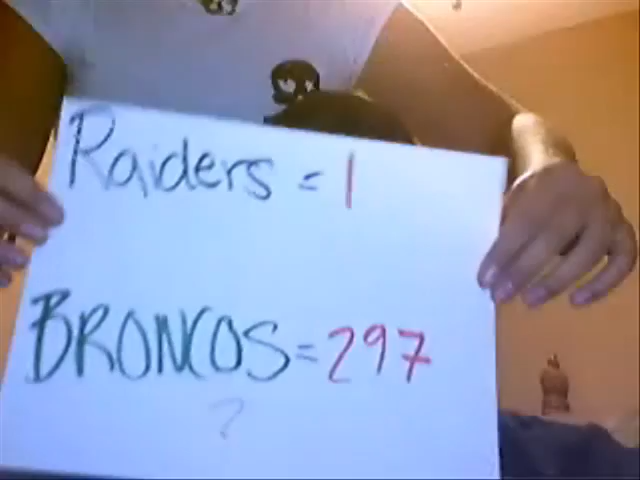 Raiders = 1
BRONCOS = 297
?